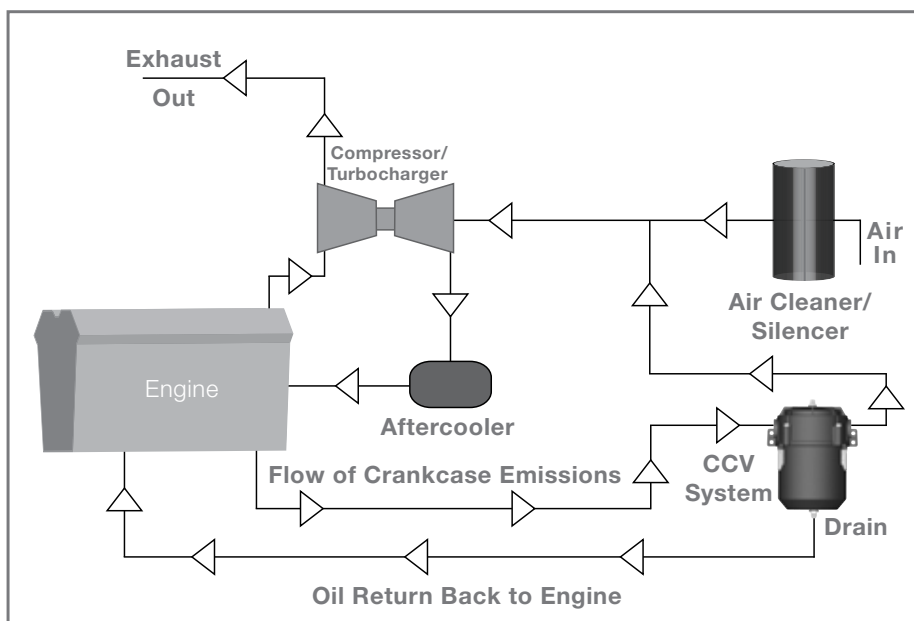 Exhaust
Out
Compressor/
Turbocharger
Air
In
Air Cleaner/
Silencer
Engine
Aftercooler
Flow of Crankcase Emissions
CCV
System
Drain
Oil Return Back to Engine